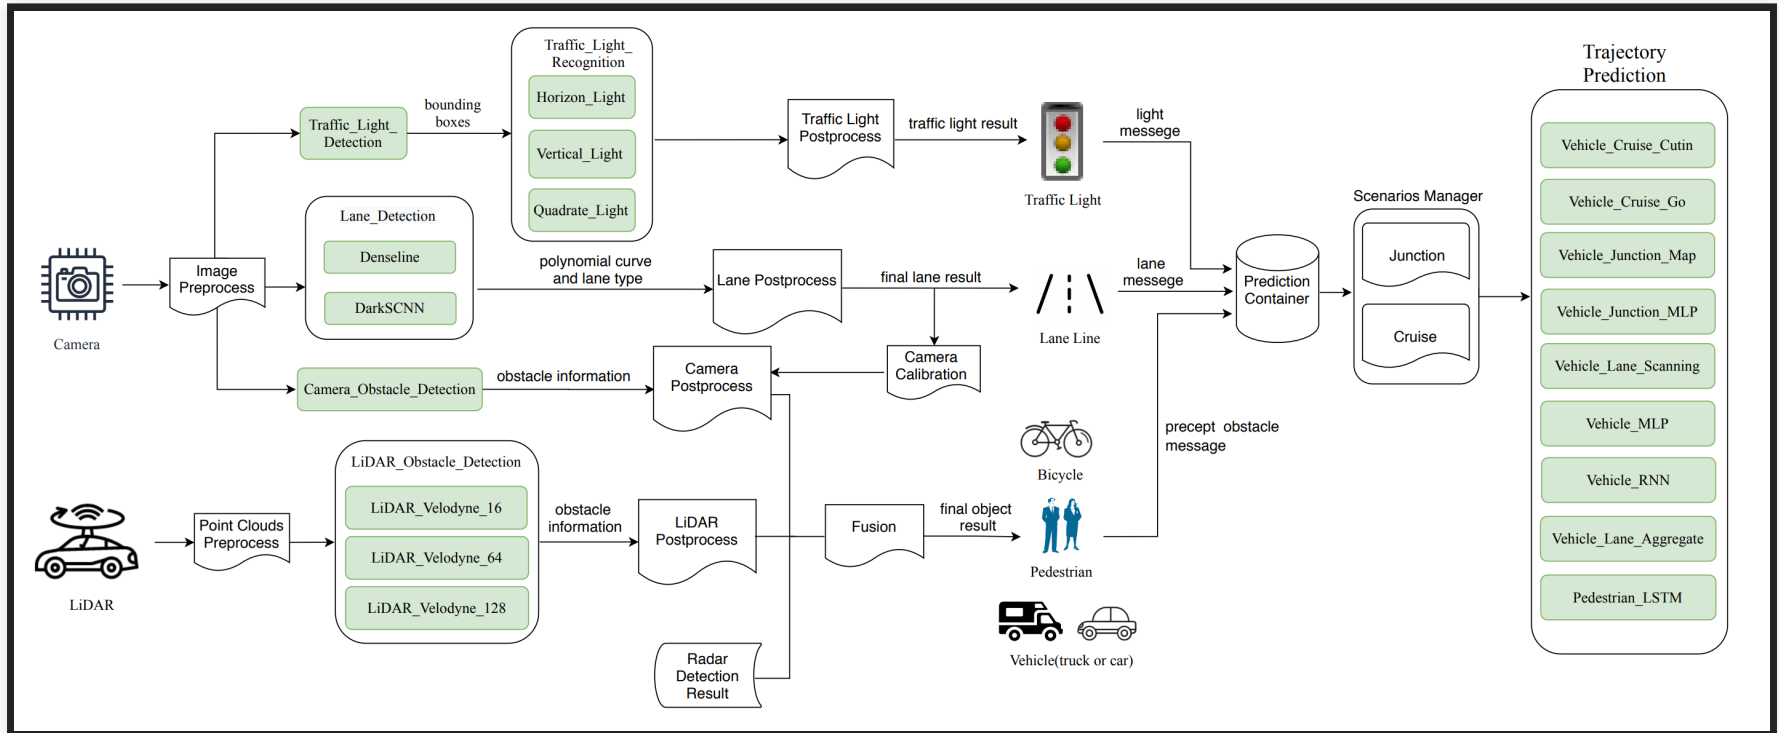 Traffic_Light_
Recognition
Horizon_Light
Vertical_Light
Quadrate_Light
Traffic_Light_
Detection
bounding
boxes
Traffic Light
Postprocess
traffic light result
Traffic Light
light
messege
Lane_Detection
Denseline
DarkSCNN
Camera
Image
Preprocess
polynomial curve
and lane type
Lane Postprocess
final lane result
Lane Line
lane
messege
Camera
Calibration
Camera_Obstacle_Detection
obstacle information
Camera
Postprocess
LiDAR
Point Clouds
Preprocess
LiDAR_Obstacle_Detection
LiDAR_Velodyne_16
LiDAR_Velodyne_64
LiDAR_Velodyne_128
obstacle
information
LiDAR
Postprocess
Fusion
final object
result
Radar
Detection
Result
Bicycle
Pedestrian
Vehicle(truck or car)
precept obstacle
message
Prediction
Container
Scenarios Manager
Junction
Cruise
Trajectory
Prediction
Vehicle_Cruise_Cutin
Vehicle_Cruise_Go
Vehicle_Junction_Map
Vehicle_Junction_MLP
Vehicle_Lane_Scanning
Vehicle_MLP
Vehicle_RNN
Vehicle_Lane_Aggregate
Pedestrian_LSTM